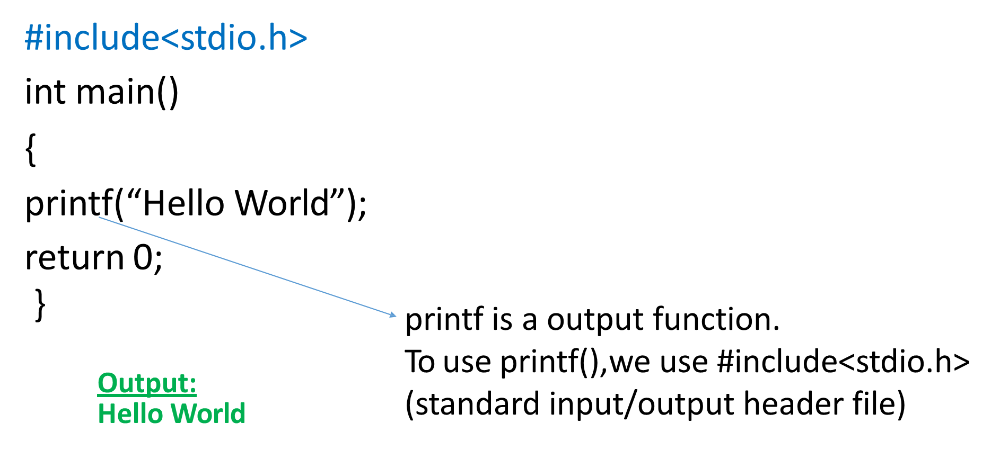 #include<stdio.h>
int main()
{
printf(“Hello World”);
return 0;
}
printf is a output function.
To use printf(),we use #include<stdio.h>
(standard input/output header file)
Output:
Hello World